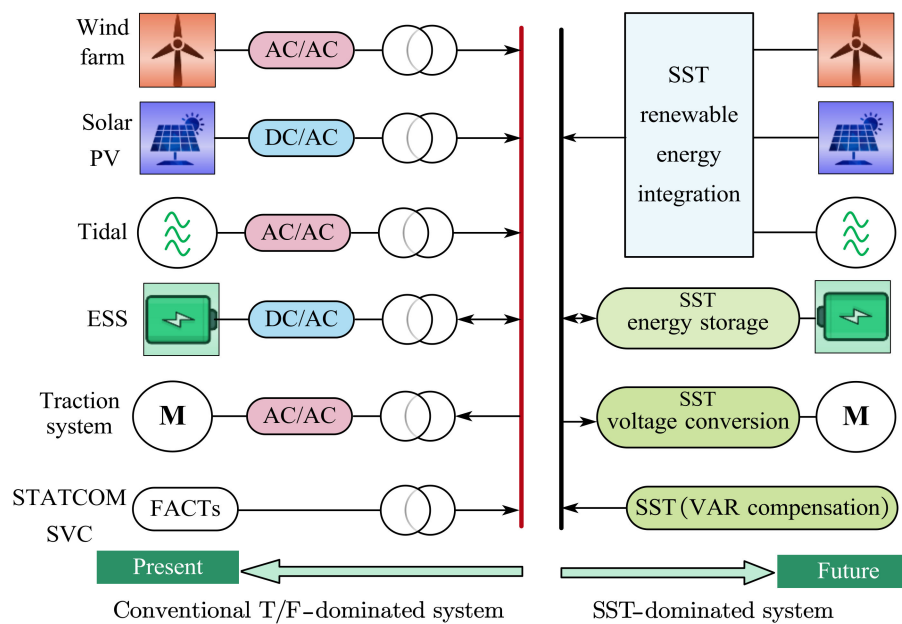 Wind
farm
AC/AC
Solar
PV
DC/AC
Tidal
AC/AC
ESS
DC/AC
Traction
system
M
AC/AC
STATCOM
SVC
FACTs
SST
renewable
energy
integration
SST
energy storage
SST
voltage conversion
M
SST (VAR compensation)
Present
Future
Conventional T/F-dominated system
SST-dominated system